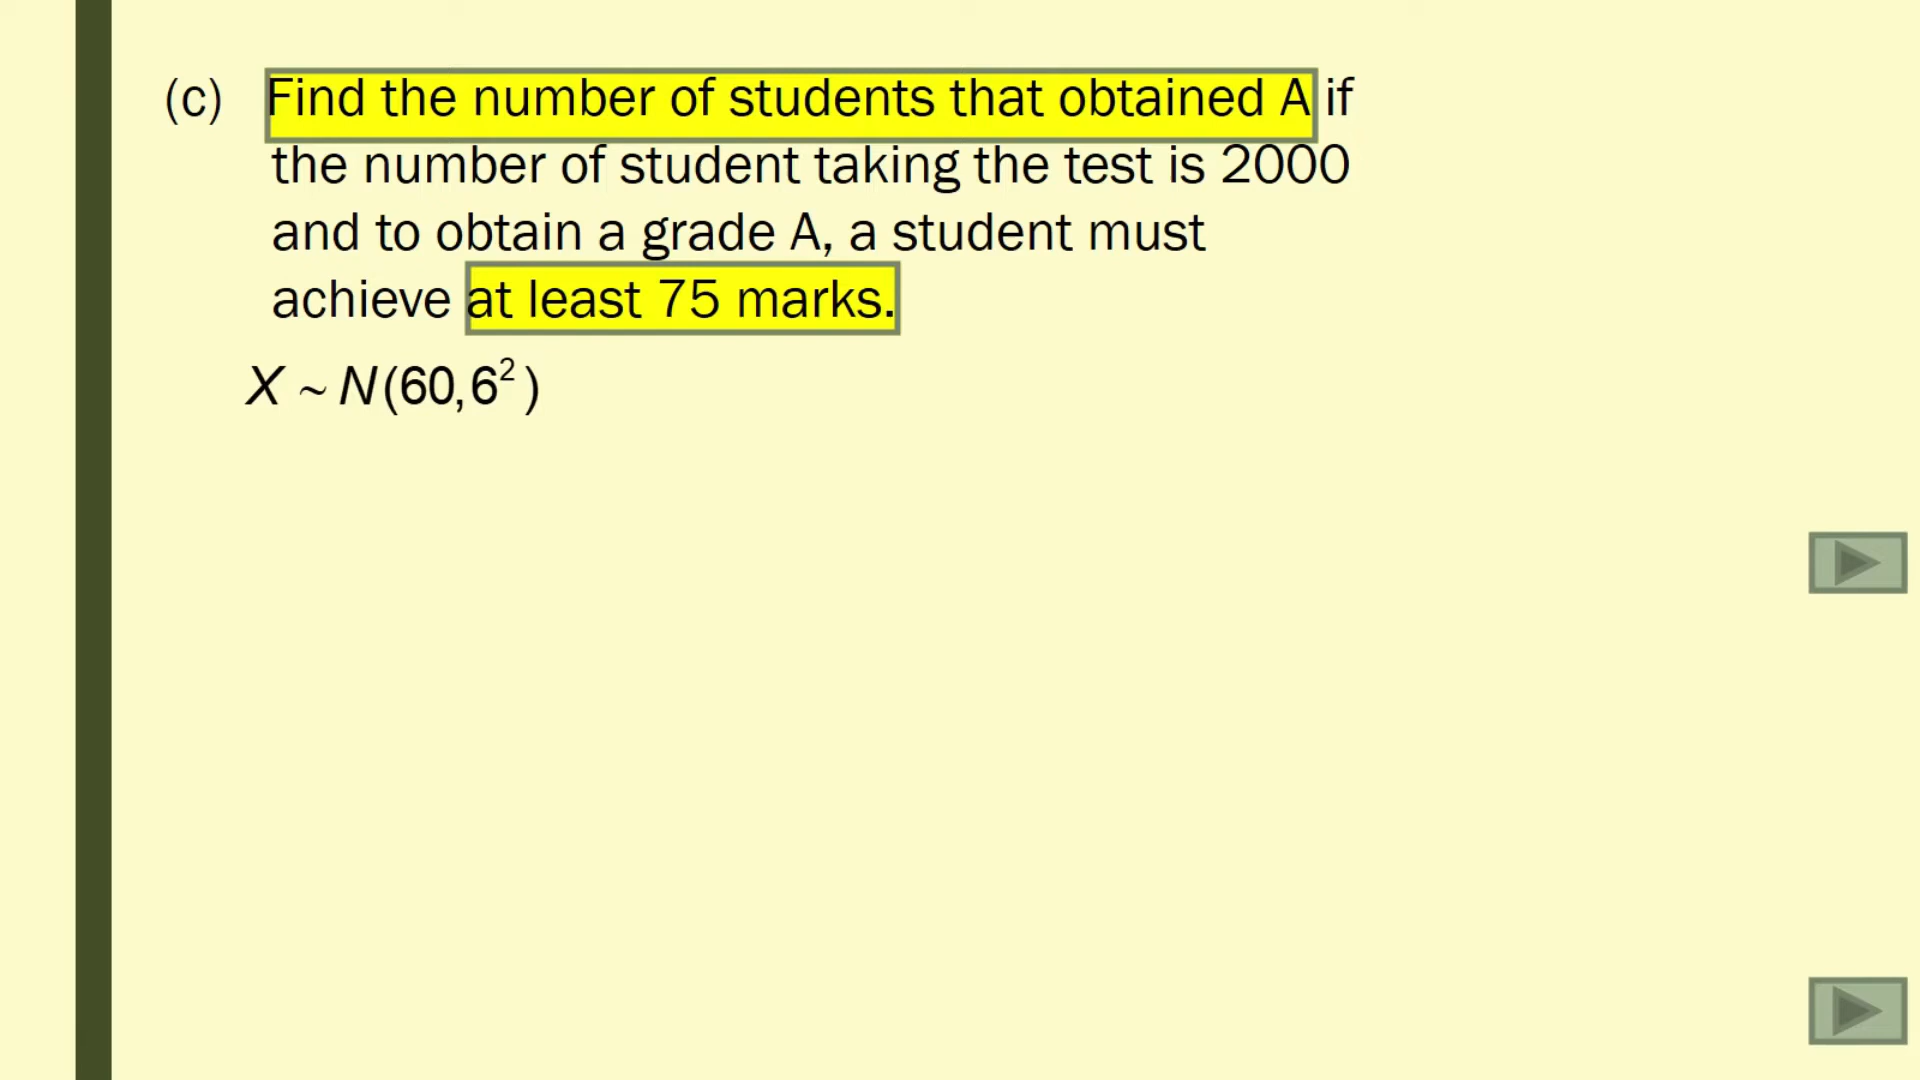 (c) Find the number of students that obtained A if
the number of student taking the test is 2000
and to obtain a grade A, a student must
achieve at least 75 marks.
X ~ N(60,6²)